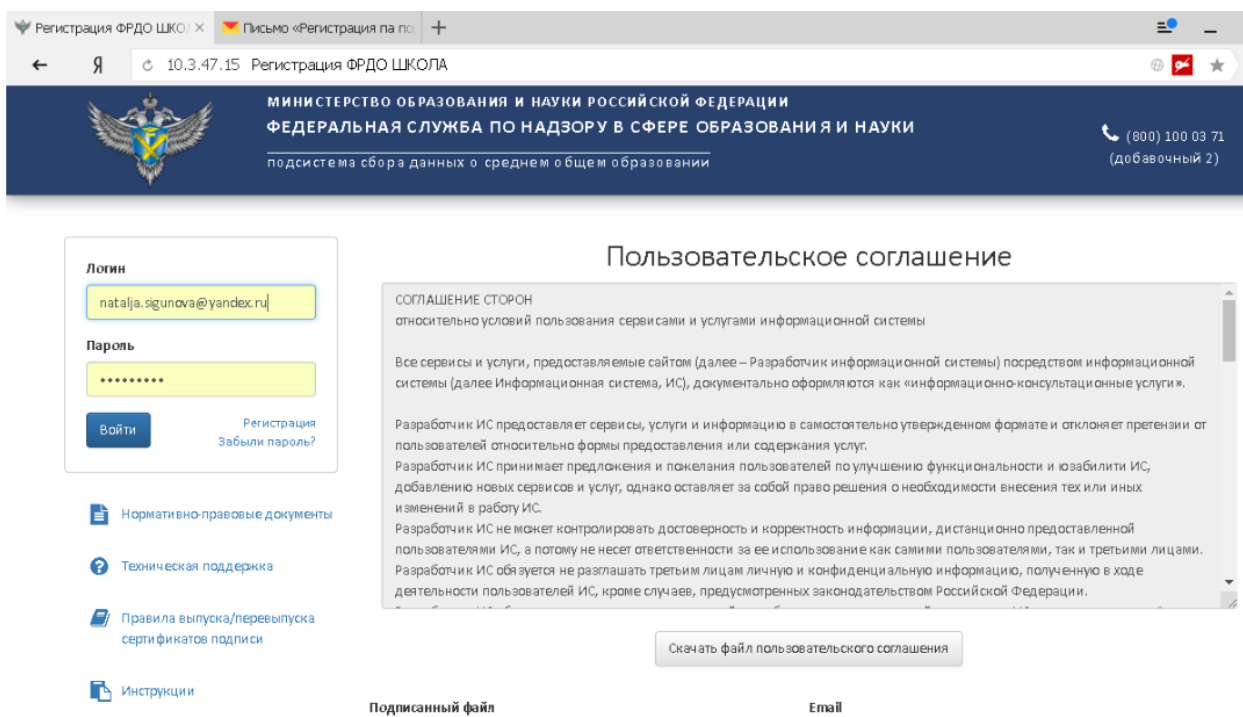 Регистрация ФРДО ШКО
Письмо «Регистрация па по
10.3.47.15 Регистрация ФРДО ШКОЛА
МИНИСТЕРСТВО ОБРАЗОВАНИЯ И НАУКИ РОССИЙСКОЙ ФЕДЕРАЦИИ
ФЕДЕРАЛЬНАЯ СЛУЖБА ПО НАДЗОРУ В СФЕРЕ ОБРАЗОВАНИЯ И НАУКИ
подсистема сбора данных о среднем общем образовании
(800) 100 03 71
(добавочный 2)
Логин
natalja.sigunova@yandex.ru
Пароль
•••••••••
Войти
Регистрация
Забыли пароль?
Нормативно-правовые документы
Техническая поддержка
Правила выпуска/перевыпуска
сертификатов подписи
Инструкции
Пользовательское соглашение
СОГЛАШЕНИЕ СТОРОН
относительно условий пользования сервисами и услугами информационной системы
Все сервисы и услуги, предоставляемые сайтом (далее – Разработчик информационной системы) посредством информационной
системы (далее Информационная система, ИС), документально оформляются как «информационно-консультационные услуги».
Разработчик ИС предоставляет сервисы, услуги и информацию в самостоятельно утвержденном формате и отклоняет претензии от
пользователей относительно формы предоставления или содержания услуг.
Разработчик ИС принимает предложения и пожелания пользователей по улучшению функциональности и юзабилити ИС,
добавлению новых сервисов и услуг, однако оставляет за собой право решения о необходимости внесения тех или иных
изменений в работу ИС.
Разработчик ИС не может контролировать достоверность и корректность информации, дистанционно предоставленной
пользователями ИС, а потому не несет ответственности за ее использование как самими пользователями, так и третьими лицами.
Разработчик ИС обязуется не разглашать третьим лицам личную и конфиденциальную информацию, полученную в ходе
деятельности пользователей ИС, кроме случаев, предусмотренных законодательством Российской Федерации.
Скачать файл пользовательского соглашения
Подписанный файл
Email